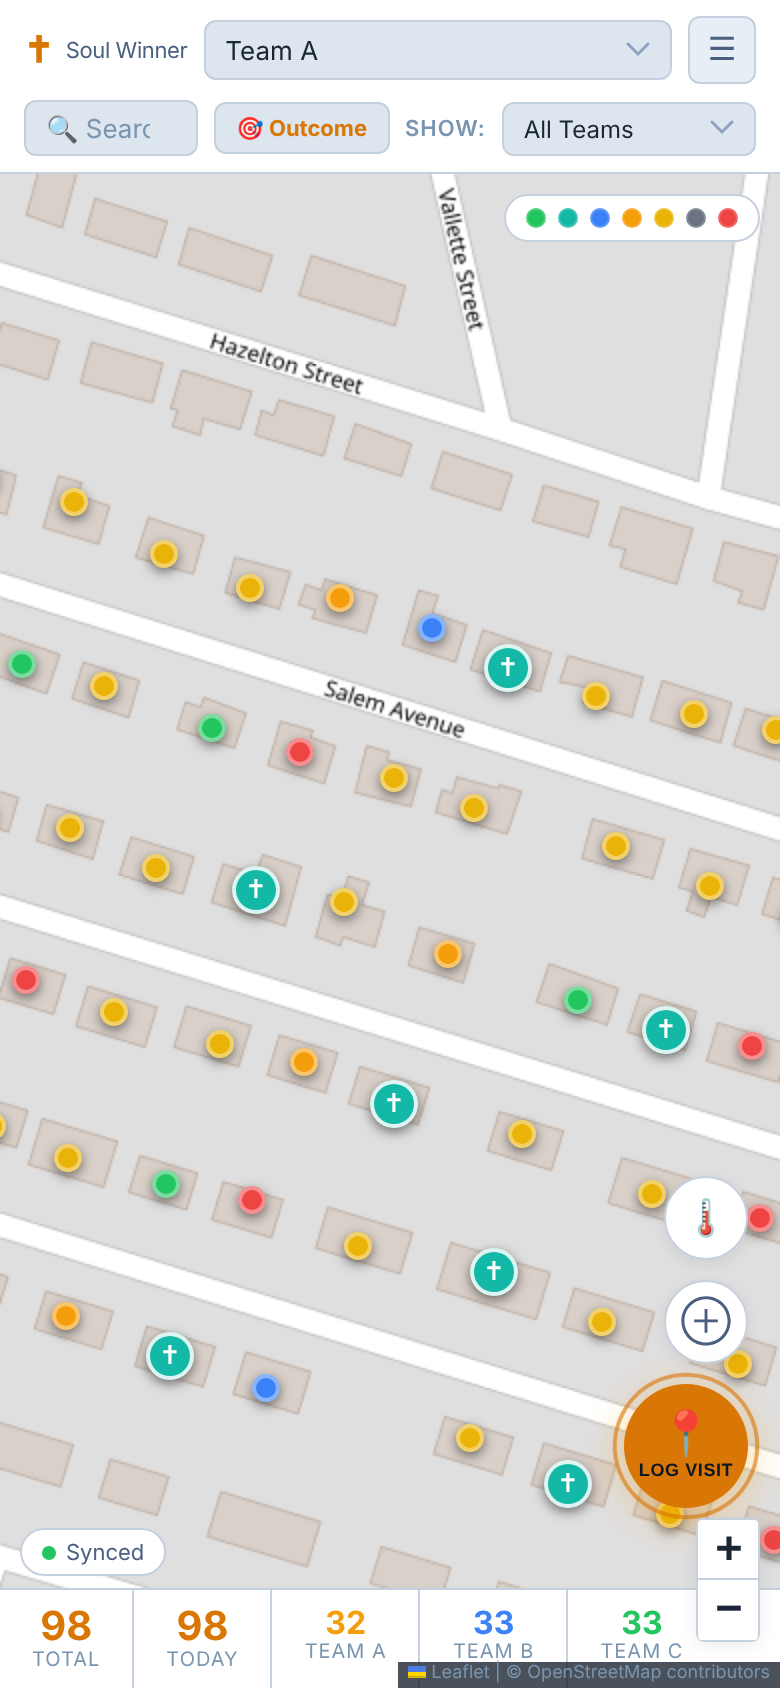 Soul Winner
Team A
Searc
Outcome
SHOW:
All Teams
Vallette Street
Hazelton Street
Salem Avenue
LOG VISIT
+
−
Synced
98
TOTAL
98
TODAY
32
TEAM A
33
TEAM B
33
TEAM C
Leaflet | © OpenStreetMap contributors